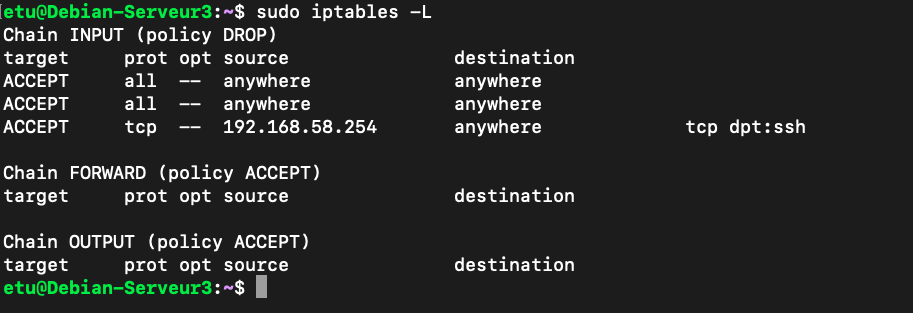 etu@Debian-Serveur3:~$ sudo iptables -L
Chain INPUT (policy DROP)
target     prot opt source               destination
ACCEPT     all  --  anywhere             anywhere
ACCEPT     all  --  anywhere             anywhere
ACCEPT     tcp  --  192.168.58.254       anywhere             tcp dpt:ssh

Chain FORWARD (policy ACCEPT)
target     prot opt source               destination

Chain OUTPUT (policy ACCEPT)
target     prot opt source               destination
etu@Debian-Serveur3:~$